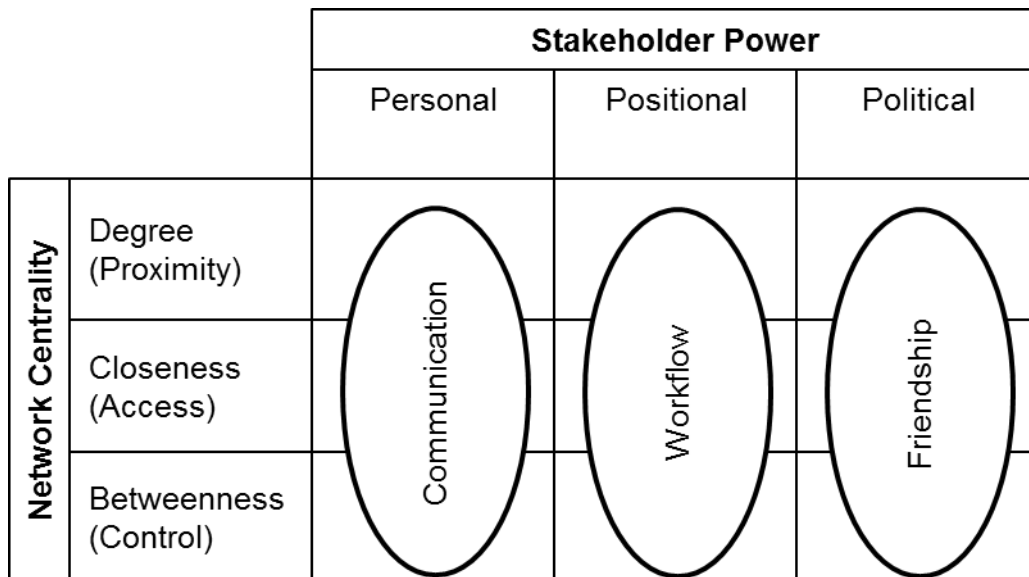 Stakeholder Power
Personal
Positional
Political
Network Centrality
Degree
(Proximity)
Closeness
(Access)
Betweenness
(Control)
Communication
Workflow
Friendship